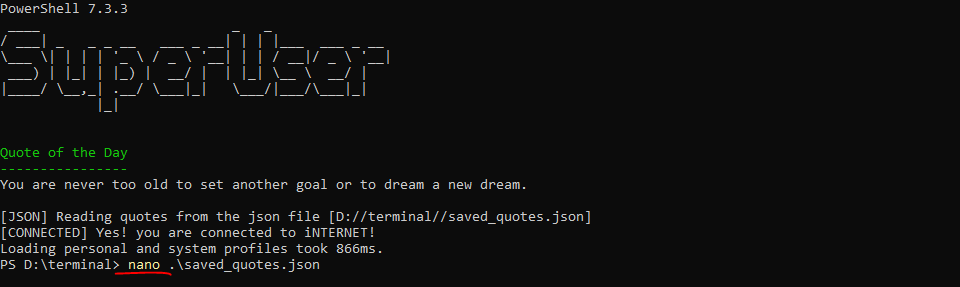 PowerShell 7.3.3
SuperUser
Quote of the Day
----------------
You are never too old to set another goal or to dream a new dream.
[JSON] Reading quotes from the json file [D://terminal//saved_quotes.json]
[CONNECTED] Yes! you are connected to iNTERNET!
Loading personal and system profiles took 866ms.
PS D:\terminal> nano .\saved_quotes.json